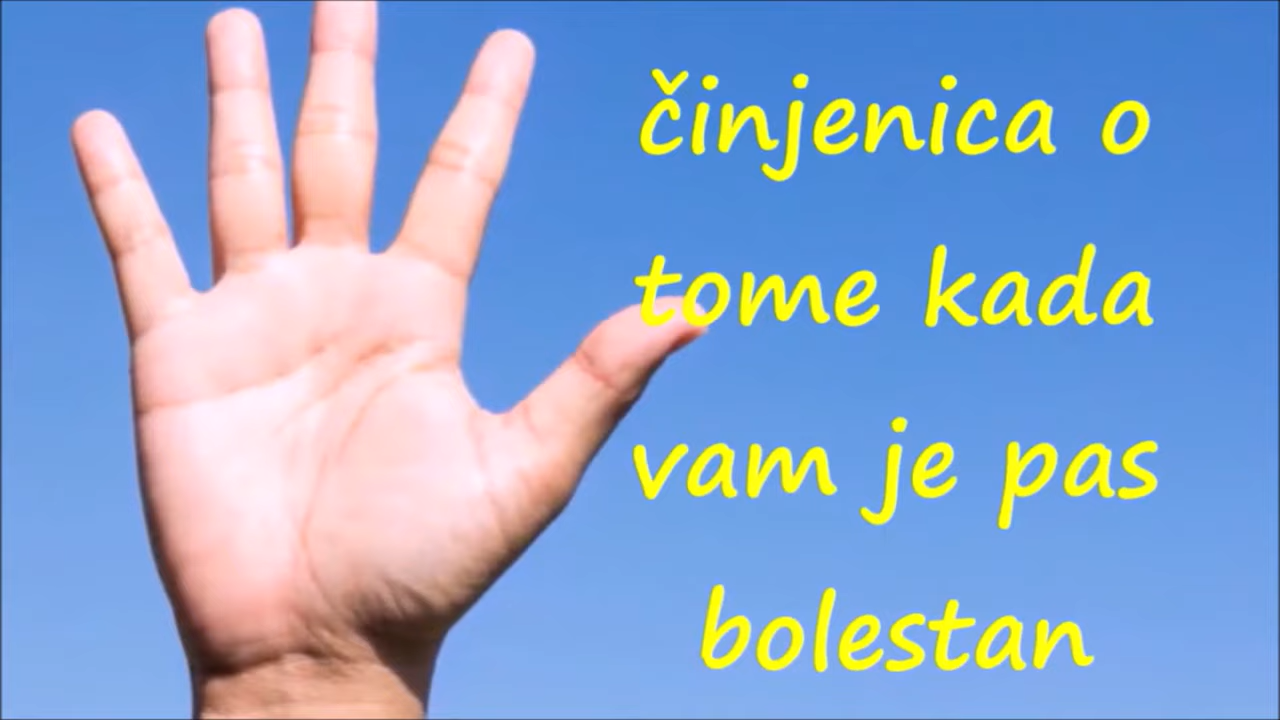 činjenica o
tome kada
vam je pas
bolestan